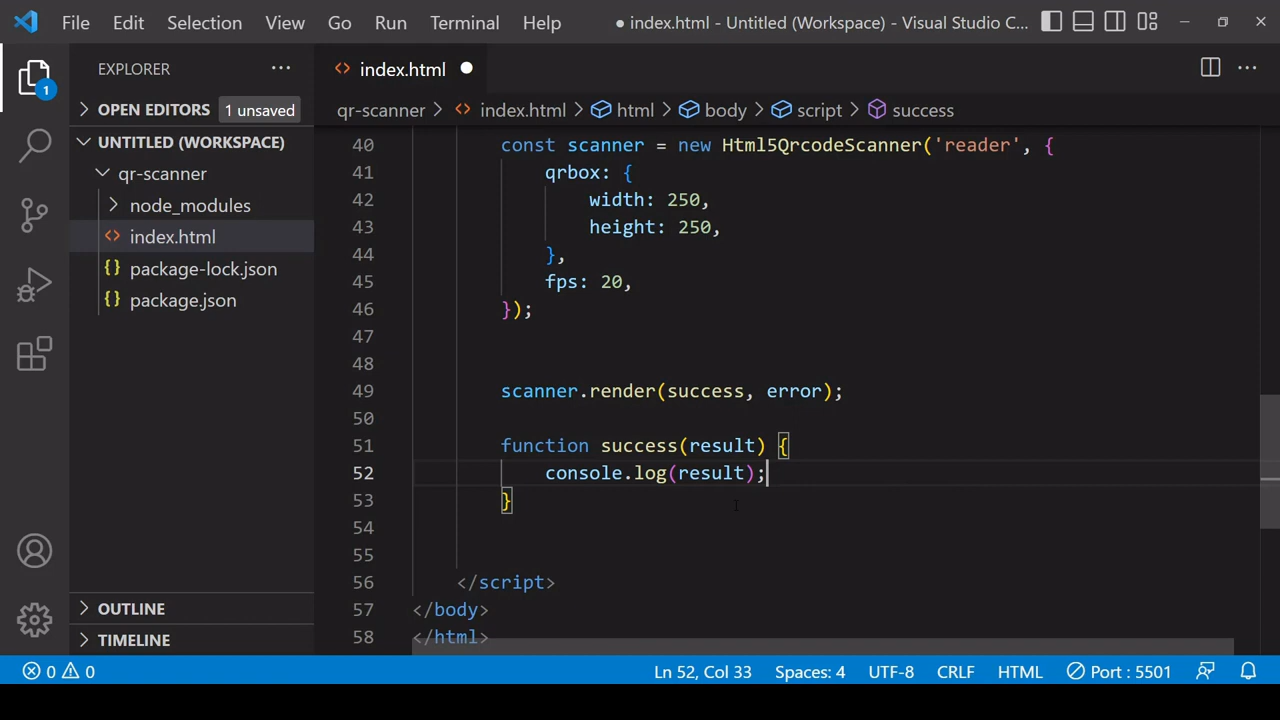 File Edit Selection View Go Run Terminal Help ● index.html - Untitled (Workspace) - Visual Studio C...
EXPLORER ...
index.html ●
OPEN EDITORS 1 unsaved
UNTITLED (WORKSPACE)
qr-scanner
node_modules
index.html
package-lock.json
package.json
OUTLINE
TIMELINE
1
qr-scanner > index.html > html > body > script > success
40 const scanner = new Html5QrcodeScanner('reader', {
41 qrbox: {
42 width: 250,
43 height: 250,
44 },
45 fps: 20,
46 });
47
48
49 scanner.render(success, error);
50
51 function success(result) {
52 console.log(result);
53 }
54
55
56 </script>
57 </body>
58 </html>
0 0 Ln 52, Col 33 Spaces: 4 UTF-8 CRLF HTML Port : 5501